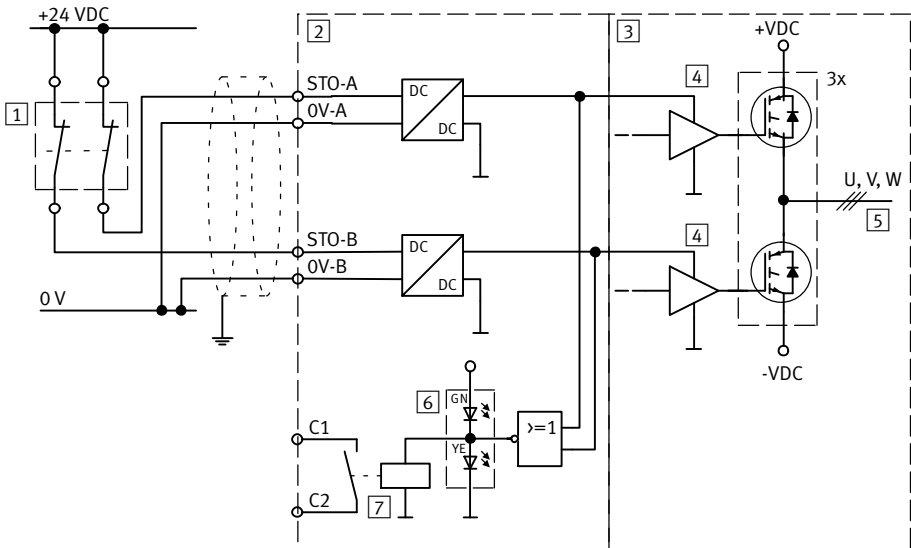 +24 VDC
2
3
+VDC
STO-A
0V-A
DC
DC
4
3x
1
U, V, W
5
STO-B
0V-B
DC
DC
4
0 V
-VDC
6
GN
YE
>=1
C1
C2
7